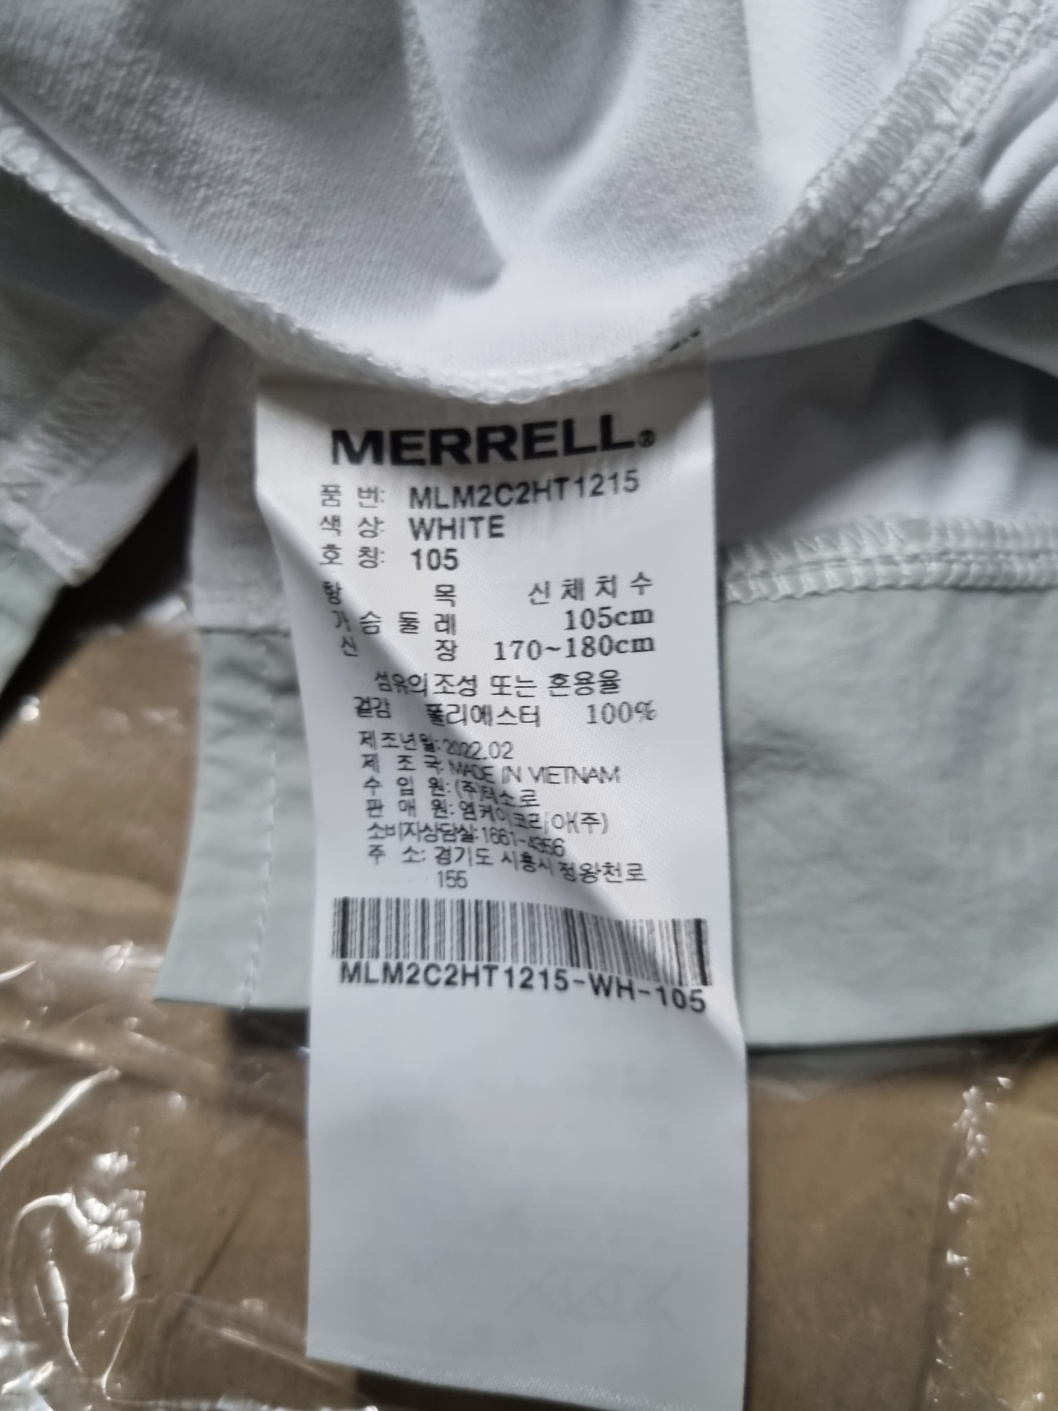 MERRELL®
품 번: MLM2C2HT1215
색 상: WHITE
호 칭: 105
항 목 신 체 치 수
가 슴 둘 레 105cm
신 장 170~180cm
섬유의 조성 또는 혼용율
겉감 폴리에스터 100%
제조년월: 2022.02
제 조 국: MADE IN VIETNAM
수 입 원: (주)티소로
판 매 원: 엠케이코리아(주)
소비자상담실: 1661-4356
주 소: 경기도 시흥시 정왕천로
155
MLM2C2HT1215-WH-105